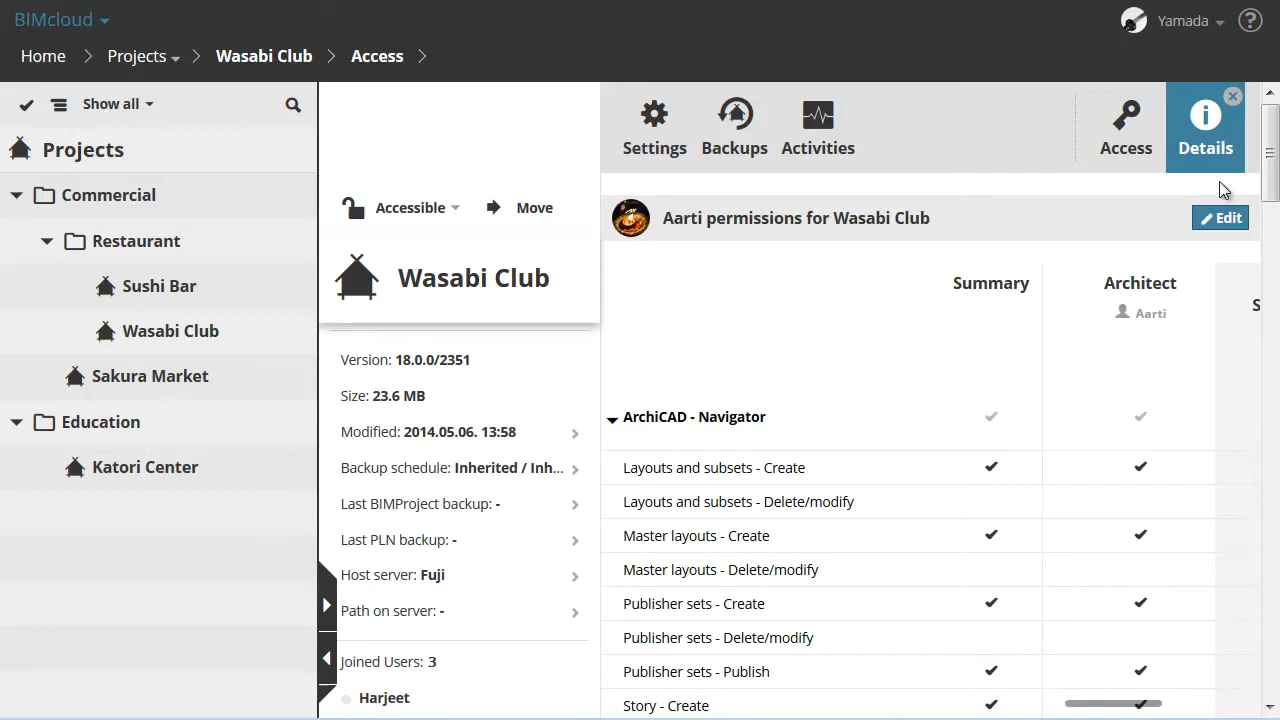 BIMcloud
Yamada
Home Projects Wasabi Club Access
Show all
Settings Backups Activities Access Details
Projects
Commercial
Restaurant
Sushi Bar
Wasabi Club
Sakura Market
Education
Katori Center
Accessible Move
Wasabi Club
Version: 18.0.0/2351
Size: 23.6 MB
Modified: 2014.05.06. 13:58
Backup schedule: Inherited / Inh...
Last BIMProject backup: -
Last PLN backup: -
Host server: Fuji
Path on server: -
Joined Users: 3
Harjeet
Aarti permissions for Wasabi Club
Edit
Summary Architect
Aarti
S
ArchiCAD - Navigator
Layouts and subsets - Create
Layouts and subsets - Delete/modify
Master layouts - Create
Master layouts - Delete/modify
Publisher sets - Create
Publisher sets - Delete/modify
Publisher sets - Publish
Story - Create